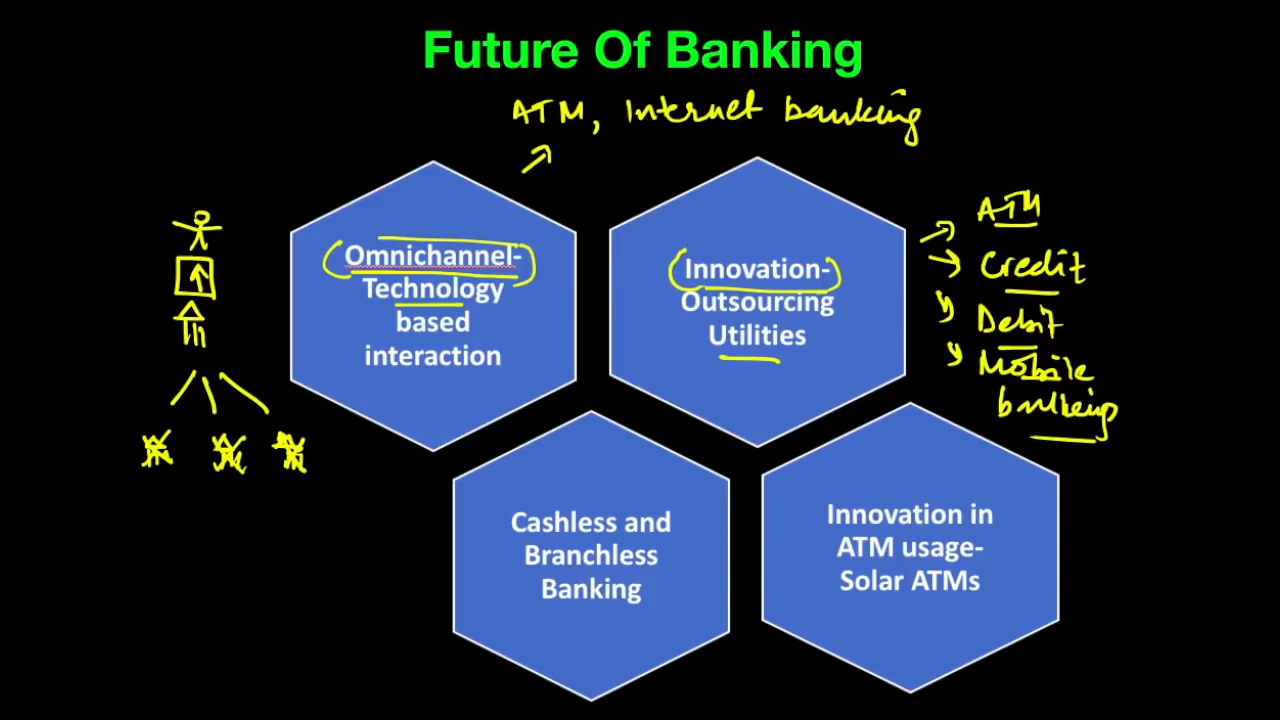 Future Of Banking
ATM, Internet banking
Omnichannel-
Technology
based
interaction
Innovation-
Outsourcing
Utilities
ATM
Credit
Debit
Mobile
banking
Cashless and
Branchless
Banking
Innovation in
ATM usage-
Solar ATMs